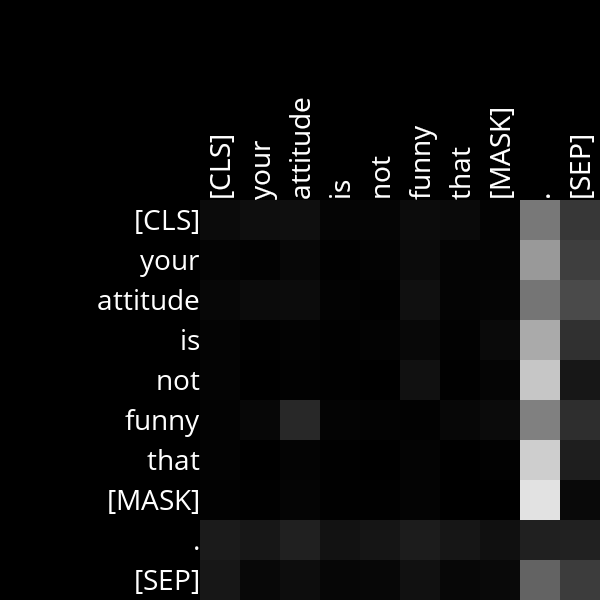 [CLS] your attitude is not funny that [MASK] . [SEP]
[CLS]
your
attitude
is
not
funny
that
[MASK]
.
[SEP]